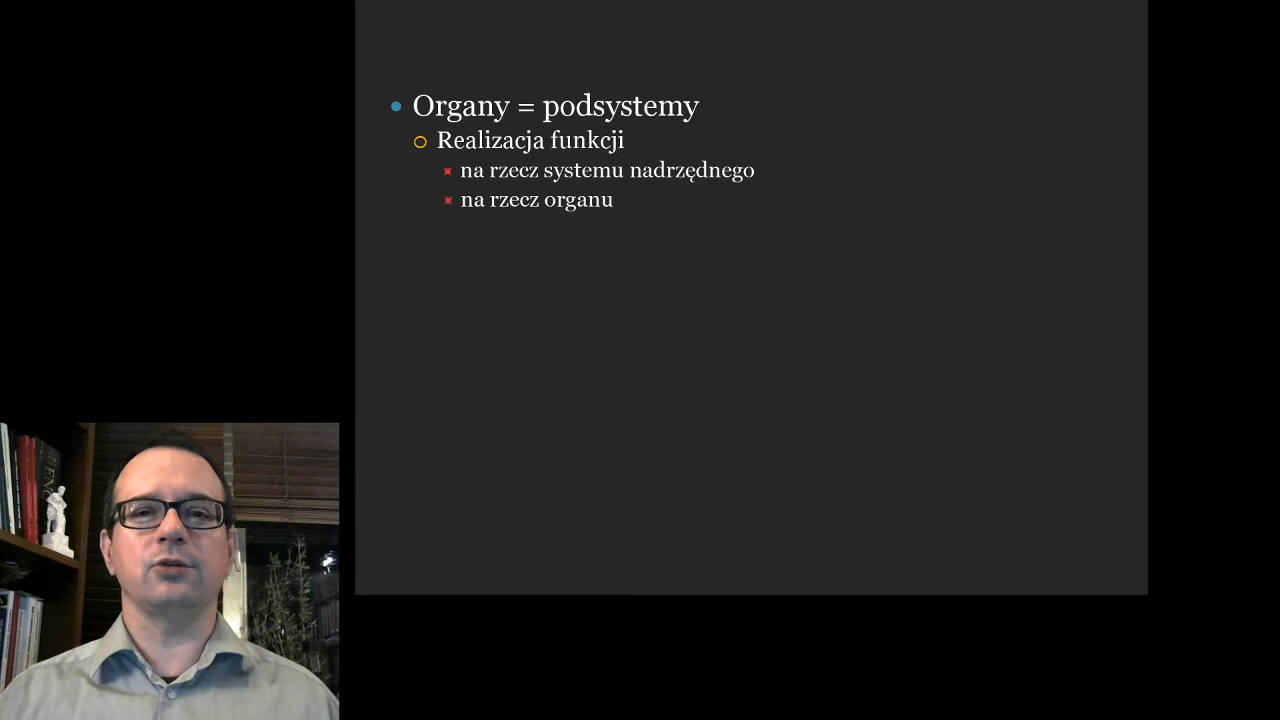 Organy = podsystemy
Realizacja funkcji
na rzecz systemu nadrzędnego
na rzecz organu